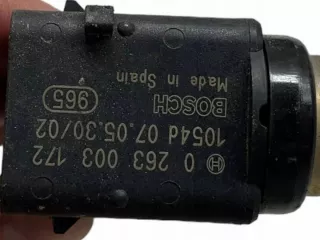 0 263 003 172
1054d 07.05.30/02
BOSCH
965
Made in Spain